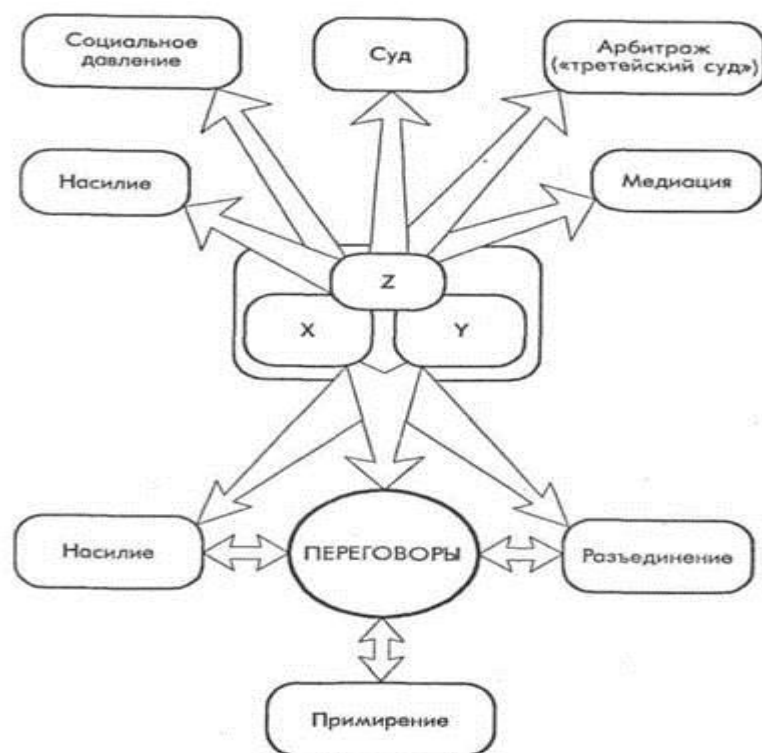 Социальное
давление
Суд
Арбитраж
(«третейский суд»)
Насилие
Медиация
Z
X
Y
Насилие
ПЕРЕГОВОРЫ
Разъединение
Примирение